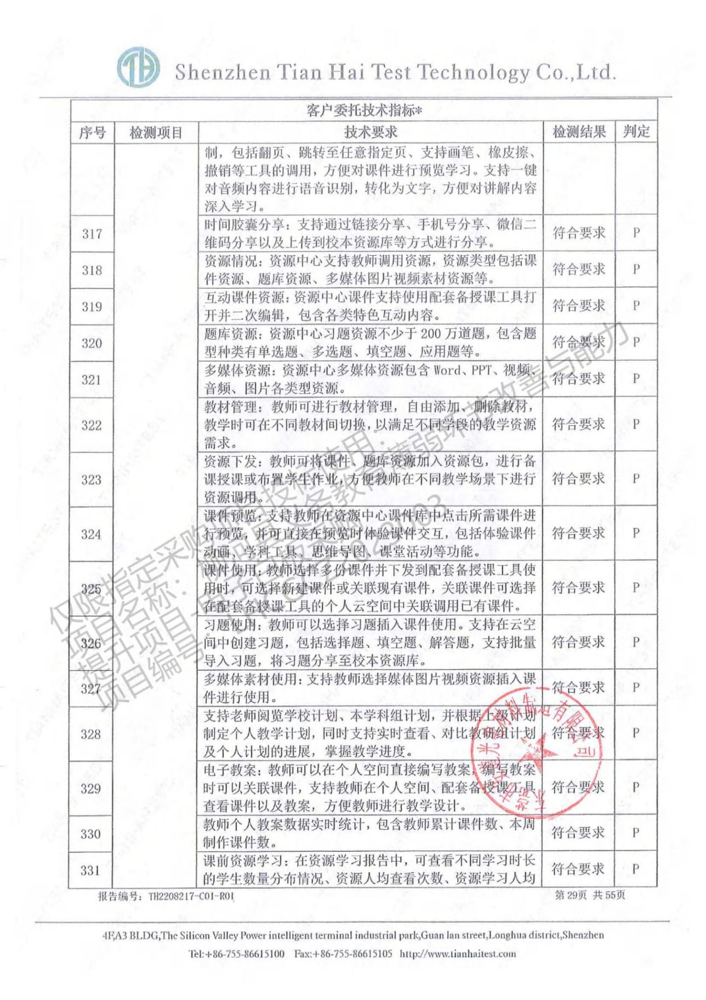 TH
Shenzhen Tian Hai Test Technology Co.,Ltd.
客户委托技术指标*
序号 检测项目 技术要求 检测结果 判定
制，包括翻页、跳转至任意指定页、支持画笔、橡皮擦、
撤销等工具的调用，方便对课件进行预览学习。支持一键
对音频内容进行语音识别，转化为文字，方便对讲解内容
深入学习。
317 时间胶囊分享：支持通过链接分享、手机号分享、微信二 符合要求 P
维码分享以及上传到校本资源库等方式进行分享。
318 资源情况：资源中心支持教师调用资源，资源类型包括课 符合要求 P
件资源、题库资源、多媒体图片视频素材资源等。
319 互动课件资源：资源中心课件支持使用配套备授课工具打 符合要求 P
开并二次编辑，包含各类特色互动内容。
320 题库资源：资源中心习题资源不少于 200 万道题，包含题 符合要求 P
型种类有单选题、多选题、填空题、应用题等。
321 多媒体资源：资源中心多媒体资源包含 Word、PPT、视频、 符合要求 P
音频、图片各类型资源。
322 教材管理：教师可进行教材管理，自由添加、删除教材， 符合要求 P
教学时可在不同教材间切换，以满足不同学段的教学资源
需求。
323 资源下发：教师可将课件、题库资源加入资源包，进行备 符合要求 P
课授课或布置学生作业，方便教师在不同教学场景下进行
资源调用。
324 课件预览：支持教师在资源中心课件库中点击所需课件进 符合要求 P
行预览，并可直接在预览时体验课件交互，包括体验课件
动画、学科工具、思维导图、课堂活动等功能。
325 课件使用：教师选择多份课件并下发到配套备授课工具使 符合要求 P
用时，可选择新建课件或关联现有课件，关联课件可选择
在配套备授课工具的个人云空间中关联调用已有课件。
326 习题使用：教师可以选择习题插入课件使用。支持在云空 符合要求 P
间中创建习题，包括选择题、填空题、解答题，支持批量
导入习题，将习题分享至校本资源库。
327 多媒体素材使用：支持教师选择媒体图片视频资源插入课 符合要求 P
件进行使用。
328 支持老师阅览学校计划、本学科组计划，并根据上级计划 符合要求 P
制定个人教学计划，同时支持实时查看、对比教研组计划
及个人计划的进展，掌握教学进度。
329 电子教案：教师可以在个人空间直接编写教案，编写教案 符合要求 P
时可以关联课件，支持教师在个人空间、配套备授课工具
查看课件以及教案，方便教师进行教学设计。
330 教师个人教案数据实时统计，包含教师累计课件数、本周 符合要求 P
制作课件数。
331 课前资源学习：在资源学习报告中，可查看不同学习时长 符合要求 P
的学生数量分布情况、资源人均查看次数、资源学习人均
仅限指定采购项目投标使用：
报告编号：TH2208217-C01-R01 第 29页 共 55页
4F,A3 BLDG,The Silicon Valley Power intelligent terminal industrial park,Guan lan street,Longhua district,Shenzhen
Tel:+86-755-86615100 Fax:+86-755-86615105 http://www.tianhaitest.com